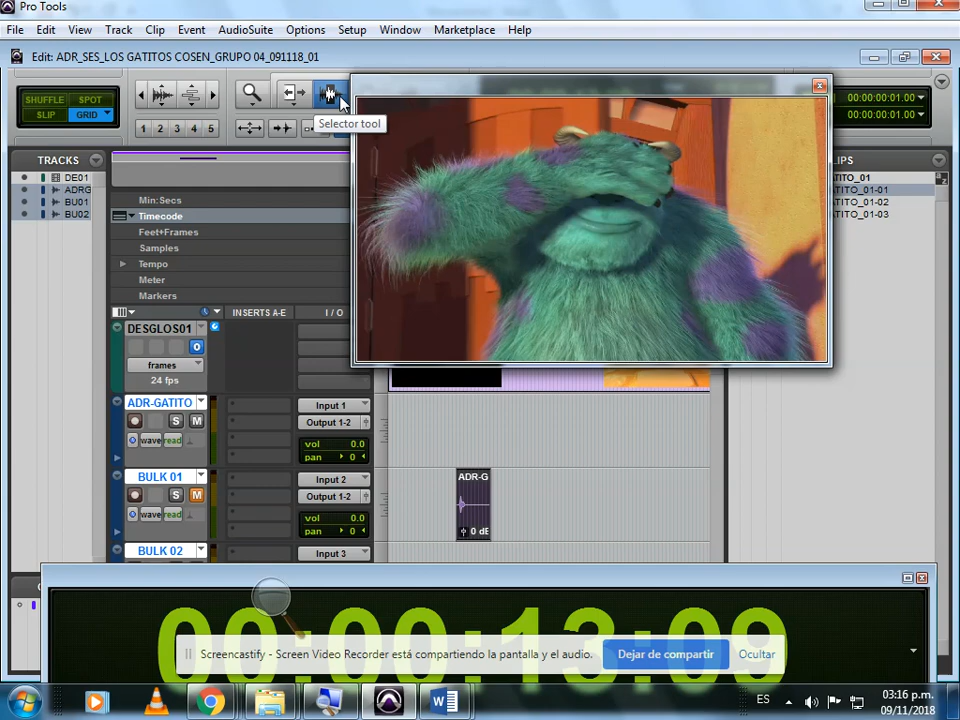 Pro Tools
File Edit View Track Clip Event AudioSuite Options Setup Window Marketplace Help
Edit: ADR_SES_LOS GATITOS COSEN_GRUPO 04_091118_01
SHUFFLE SPOT
SLIP GRID
1 2 3 4 5
Selector tool
00:00:00:01.00
00:00:00:01.00
TRACKS
DE01
ADRG
BU01
BU02
LIPS
ATITO_01
ATITO_01-01
ATITO_01-02
ATITO_01-03
Min:Secs
Timecode
Feet+Frames
Samples
Tempo
Meter
Markers
INSERTS A-E I / O
DESGLOS01
O
frames
24 fps
ADR-GATITO
S M
wave read
Input 1
Output 1-2
vol 0.0
pan 0
BULK 01
S M
wave read
Input 2
Output 1-2
vol 0.0
pan 0
ADR-G
0 dE
BULK 02
Input 3
00:00:13:09
Screencastify - Screen Video Recorder está compartiendo la pantalla y el audio. Dejar de compartir Ocultar
ES
03:16 p.m.
09/11/2018